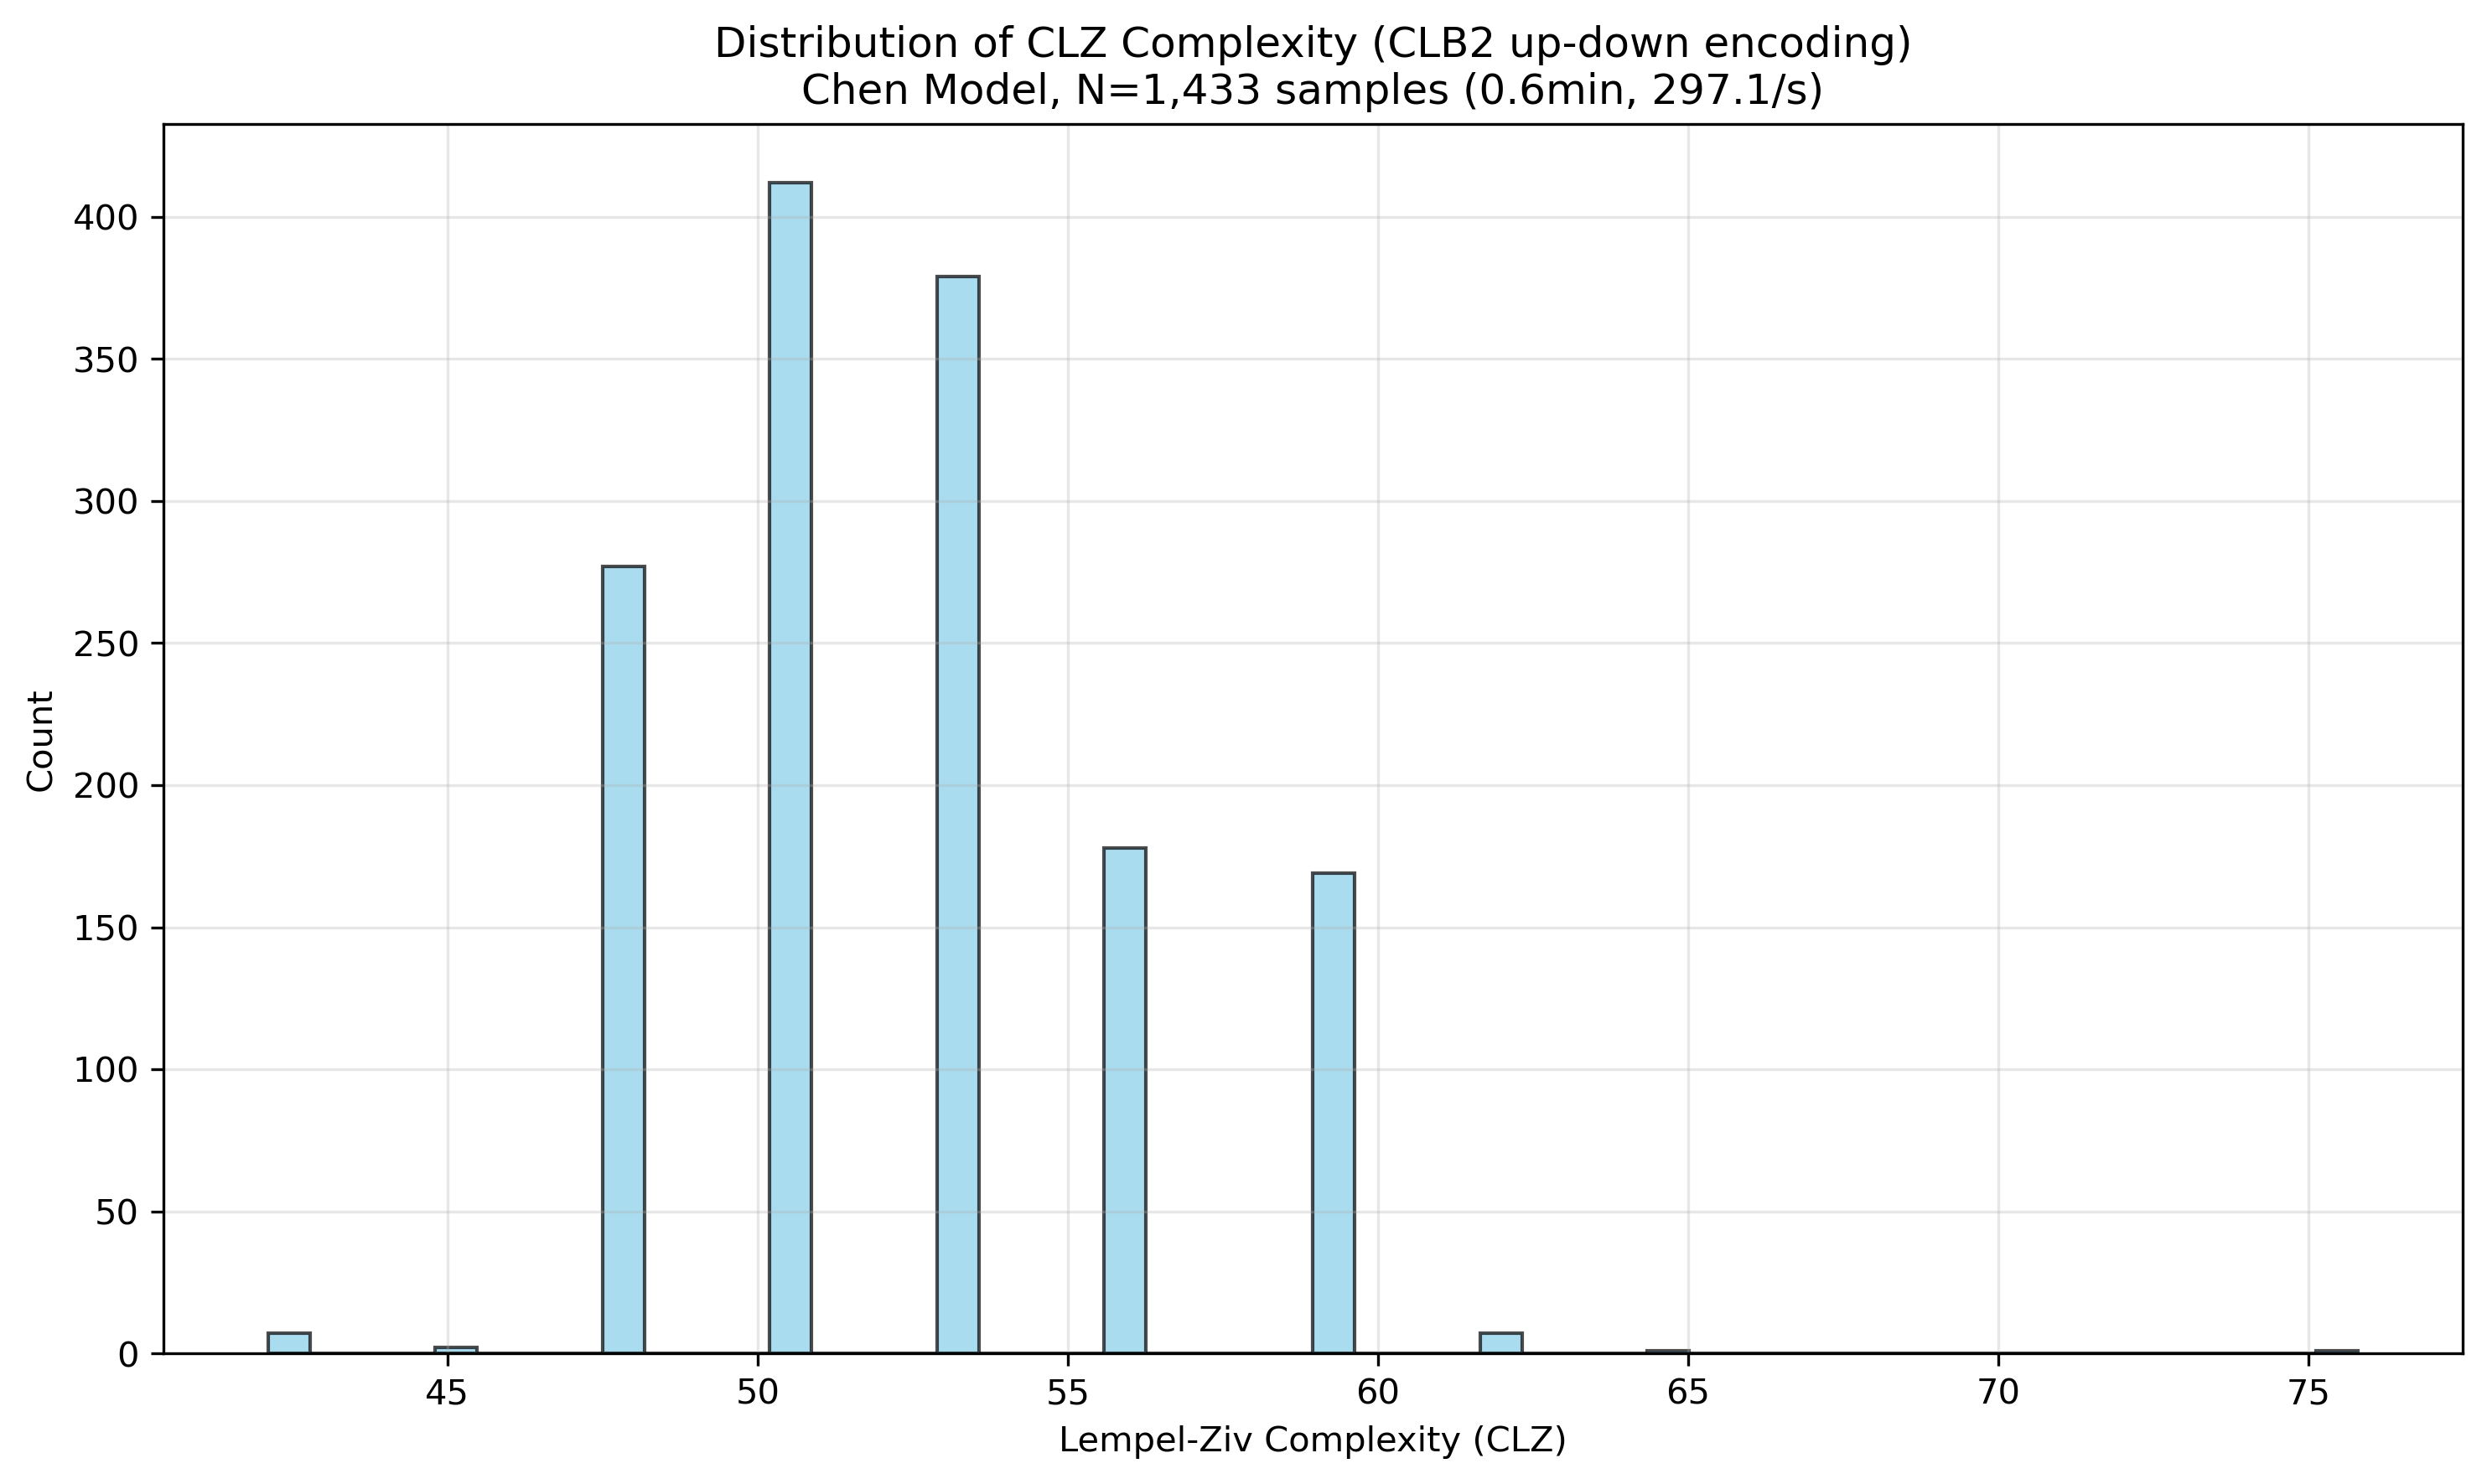 Distribution of CLZ Complexity (CLB2 up-down encoding)
Chen Model, N=1,433 samples (0.6min, 297.1/s)
Count
400
350
300
250
200
150
100
50
0
45 50 55 60 65 70 75
Lempel-Ziv Complexity (CLZ)